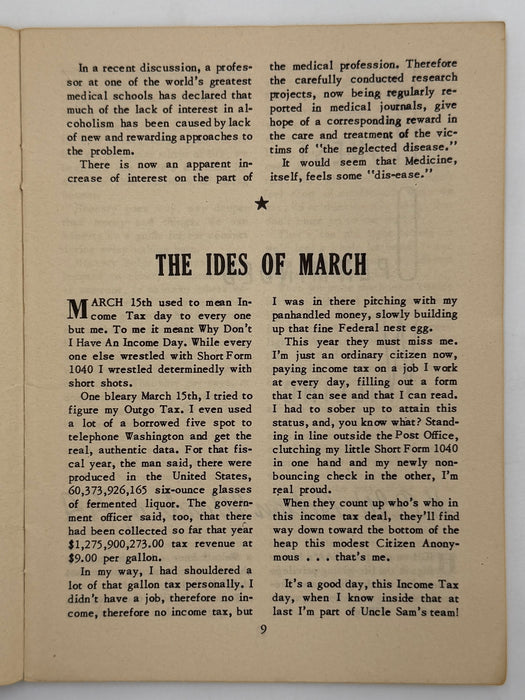 In a recent discussion, a profes-
sor at one of the world's greatest
medical schools has declared that
much of the lack of interest in al-
coholism has been caused by lack
of new and rewarding approaches to
the problem.
There is now an apparent in-
crease of interest on the part of
the medical profession. Therefore
the carefully conducted research
projects, now being regularly re-
ported in medical journals, give
hope of a corresponding reward in
the care and treatment of the vic-
tims of "the neglected disease."
It would seem that Medicine,
itself, feels some "dis-ease."
★
THE IDES OF MARCH
MARCH 15th used to mean In-
come Tax day to every one
but me. To me it meant Why Don't
I Have An Income Day. While every
one else wrestled with Short Form
1040 I wrestled determinedly with
short shots.
One bleary March 15th, I tried to
figure my Outgo Tax. I even used
a lot of a borrowed five spot to
telephone Washington and get the
real, authentic data. For that fis-
cal year, the man said, there were
produced in the United States,
60,373,926,165 six-ounce glasses
of fermented liquor. The govern-
ment officer said, too, that there
had been collected so far that year
$1,275,900,273.00 tax revenue at
$9.00 per gallon.
In my way, I had shouldered a
lot of that gallon tax personally. I
didn't have a job, therefore no in-
come, therefore no income tax, but
I was in there pitching with my
panhandled money, slowly building
up that fine Federal nest egg.
This year they must miss me.
I'm just an ordinary citizen now,
paying income tax on a job I work
at every day, filling out a form
that I can see and that I can read.
I had to sober up to attain this
status, and, you know what? Stand-
ing in line outside the Post Office,
clutching my little Short Form 1040
in one hand and my newly non-
bouncing check in the other, I'm
real proud.
When they count up who's who in
this income tax deal, they'll find
way down toward the bottom of the
heap this modest Citizen Anony-
mous . . . that's me.
It's a good day, this Income Tax
day, when I know inside that at
last I'm part of Uncle Sam's team!
9